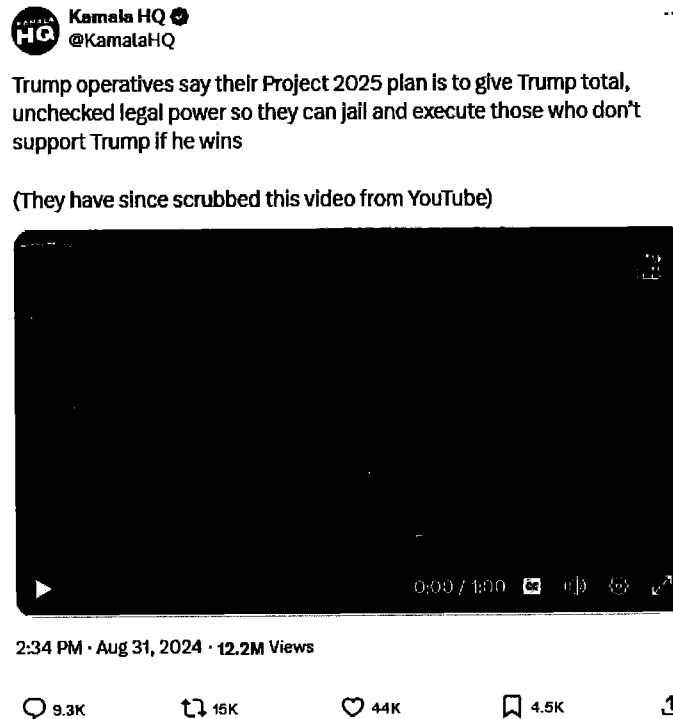 Kamala HQ
@KamalaHQ
KAMALA
HQ
Trump operatives say their Project 2025 plan is to give Trump total,
unchecked legal power so they can jail and execute those who don't
support Trump if he wins
(They have since scrubbed this video from YouTube)
0:00 / 1:00
CC
2:34 PM · Aug 31, 2024 · 12.2M Views
9.3K 15K 44K 4.5K